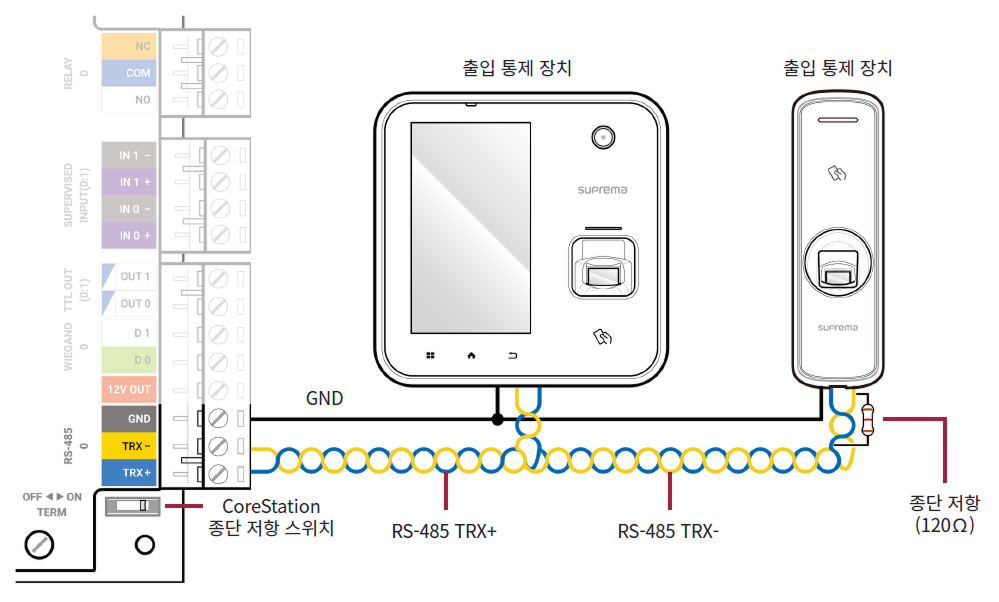 NC
COM
NO
RELAY
0
IN 1 −
IN 1 +
IN 0 −
IN 0 +
SUPERVISED
INPUT(0:1)
OUT 1
OUT 0
TTL OUT
(0:1)
D 1
D 0
WIEGAND
0
12V OUT
GND
TRX −
TRX +
RS-485
0
OFF ◀ ▶ ON
TERM
CoreStation
종단 저항 스위치
GND
출입 통제 장치
suprema
출입 통제 장치
suprema
RS-485 TRX+
RS-485 TRX-
종단 저항
(120Ω)